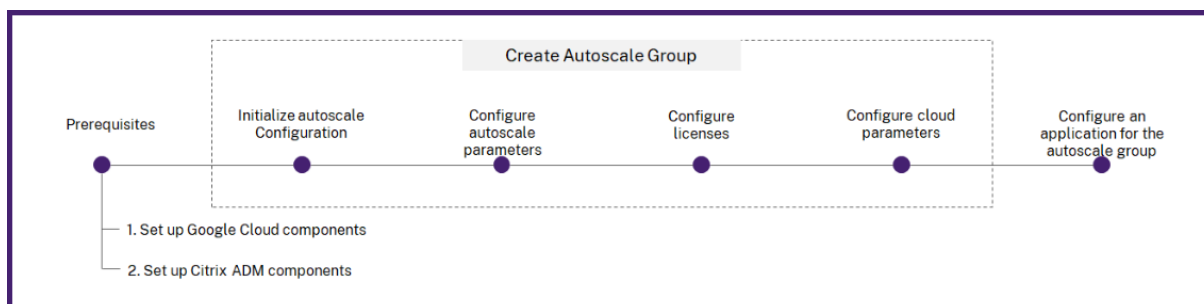 Create Autoscale Group
Prerequisites
Initialize autoscale
Configuration
Configure
autoscale
parameters
Configure
licenses
Configure cloud
parameters
Configure an
application for the
autoscale group
1. Set up Google Cloud components
2. Set up Citrix ADM components